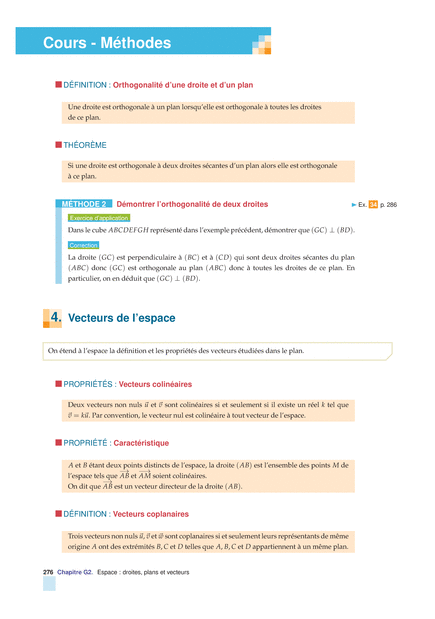 Cours - Méthodes
DÉFINITION : Orthogonalité d'une droite et d'un plan
Une droite est orthogonale à un plan lorsqu'elle est orthogonale à toutes les droites
de ce plan.
THÉORÈME
Si une droite est orthogonale à deux droites sécantes d'un plan alors elle est orthogonale
à ce plan.
MÉTHODE 2 Démontrer l'orthogonalité de deux droites ► Ex. 34 p. 286
Exercice d'application
Dans le cube ABCDEFGH représenté dans l'exemple précédent, démontrer que (GC) ⊥ (BD).
Correction
La droite (GC) est perpendiculaire à (BC) et à (CD) qui sont deux droites sécantes du plan
(ABC) donc (GC) est orthogonale au plan (ABC) donc à toutes les droites de ce plan. En
particulier, on en déduit que (GC) ⊥ (BD).
4. Vecteurs de l'espace
On étend à l'espace la définition et les propriétés des vecteurs étudiées dans le plan.
PROPRIÉTÉS : Vecteurs colinéaires
Deux vecteurs non nuls u⃗ et v⃗ sont colinéaires si et seulement si il existe un réel k tel que
v⃗ = ku⃗. Par convention, le vecteur nul est colinéaire à tout vecteur de l'espace.
PROPRIÉTÉ : Caractéristique
A et B étant deux points distincts de l'espace, la droite (AB) est l'ensemble des points M de
l'espace tels que AB⃗ et AM⃗ soient colinéaires.
On dit que AB⃗ est un vecteur directeur de la droite (AB).
DÉFINITION : Vecteurs coplanaires
Trois vecteurs non nuls u⃗, v⃗ et w⃗ sont coplanaires si et seulement leurs représentants de même
origine A ont des extrémités B, C et D telles que A, B, C et D appartiennent à un même plan.
276 Chapitre G2. Espace : droites, plans et vecteurs